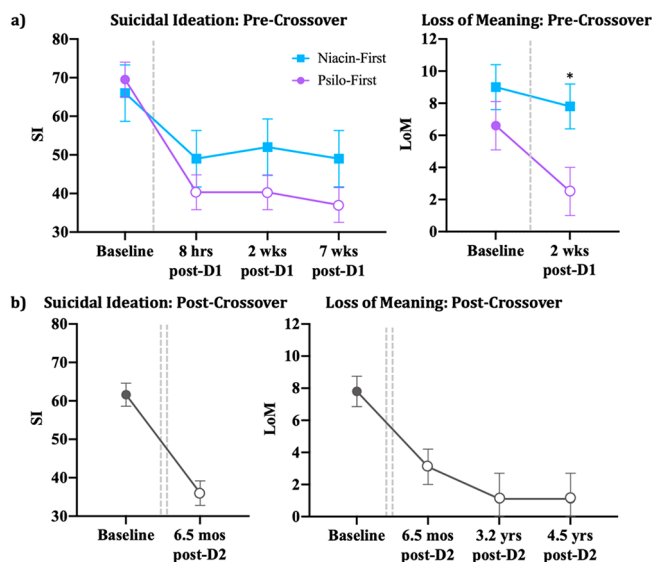 a)
Suicidal Ideation: Pre-Crossover
80
70
60
50
40
30
SI
Niacin-First
Psilo-First
Baseline
8 hrs
post-D1
2 wks
post-D1
7 wks
post-D1
Loss of Meaning: Pre-Crossover
12
10
8
6
4
2
0
LoM
*
Baseline
2 wks
post-D1
b)
Suicidal Ideation: Post-Crossover
80
70
60
50
40
30
SI
Baseline
6.5 mos
post-D2
Loss of Meaning: Post-Crossover
12
10
8
6
4
2
0
LoM
Baseline
6.5 mos
post-D2
3.2 yrs
post-D2
4.5 yrs
post-D2